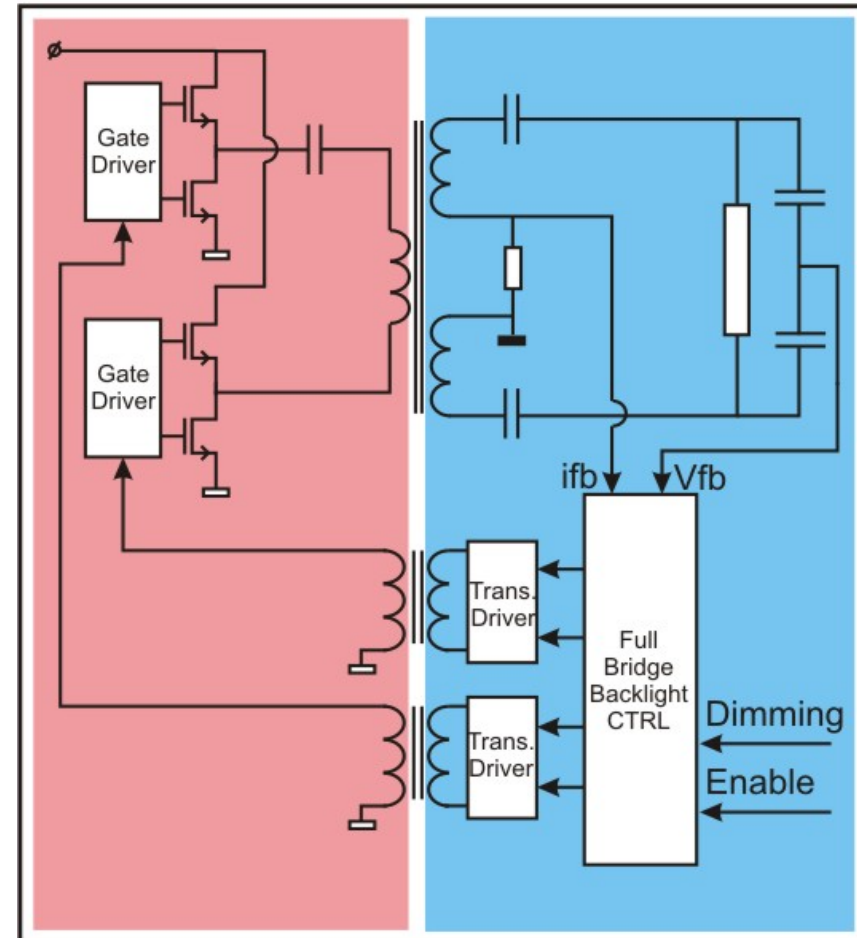 Gate
Driver
Gate
Driver
ifb
Vfb
Trans.
Driver
Full
Bridge
Backlight
CTRL
Trans.
Driver
Dimming
Enable